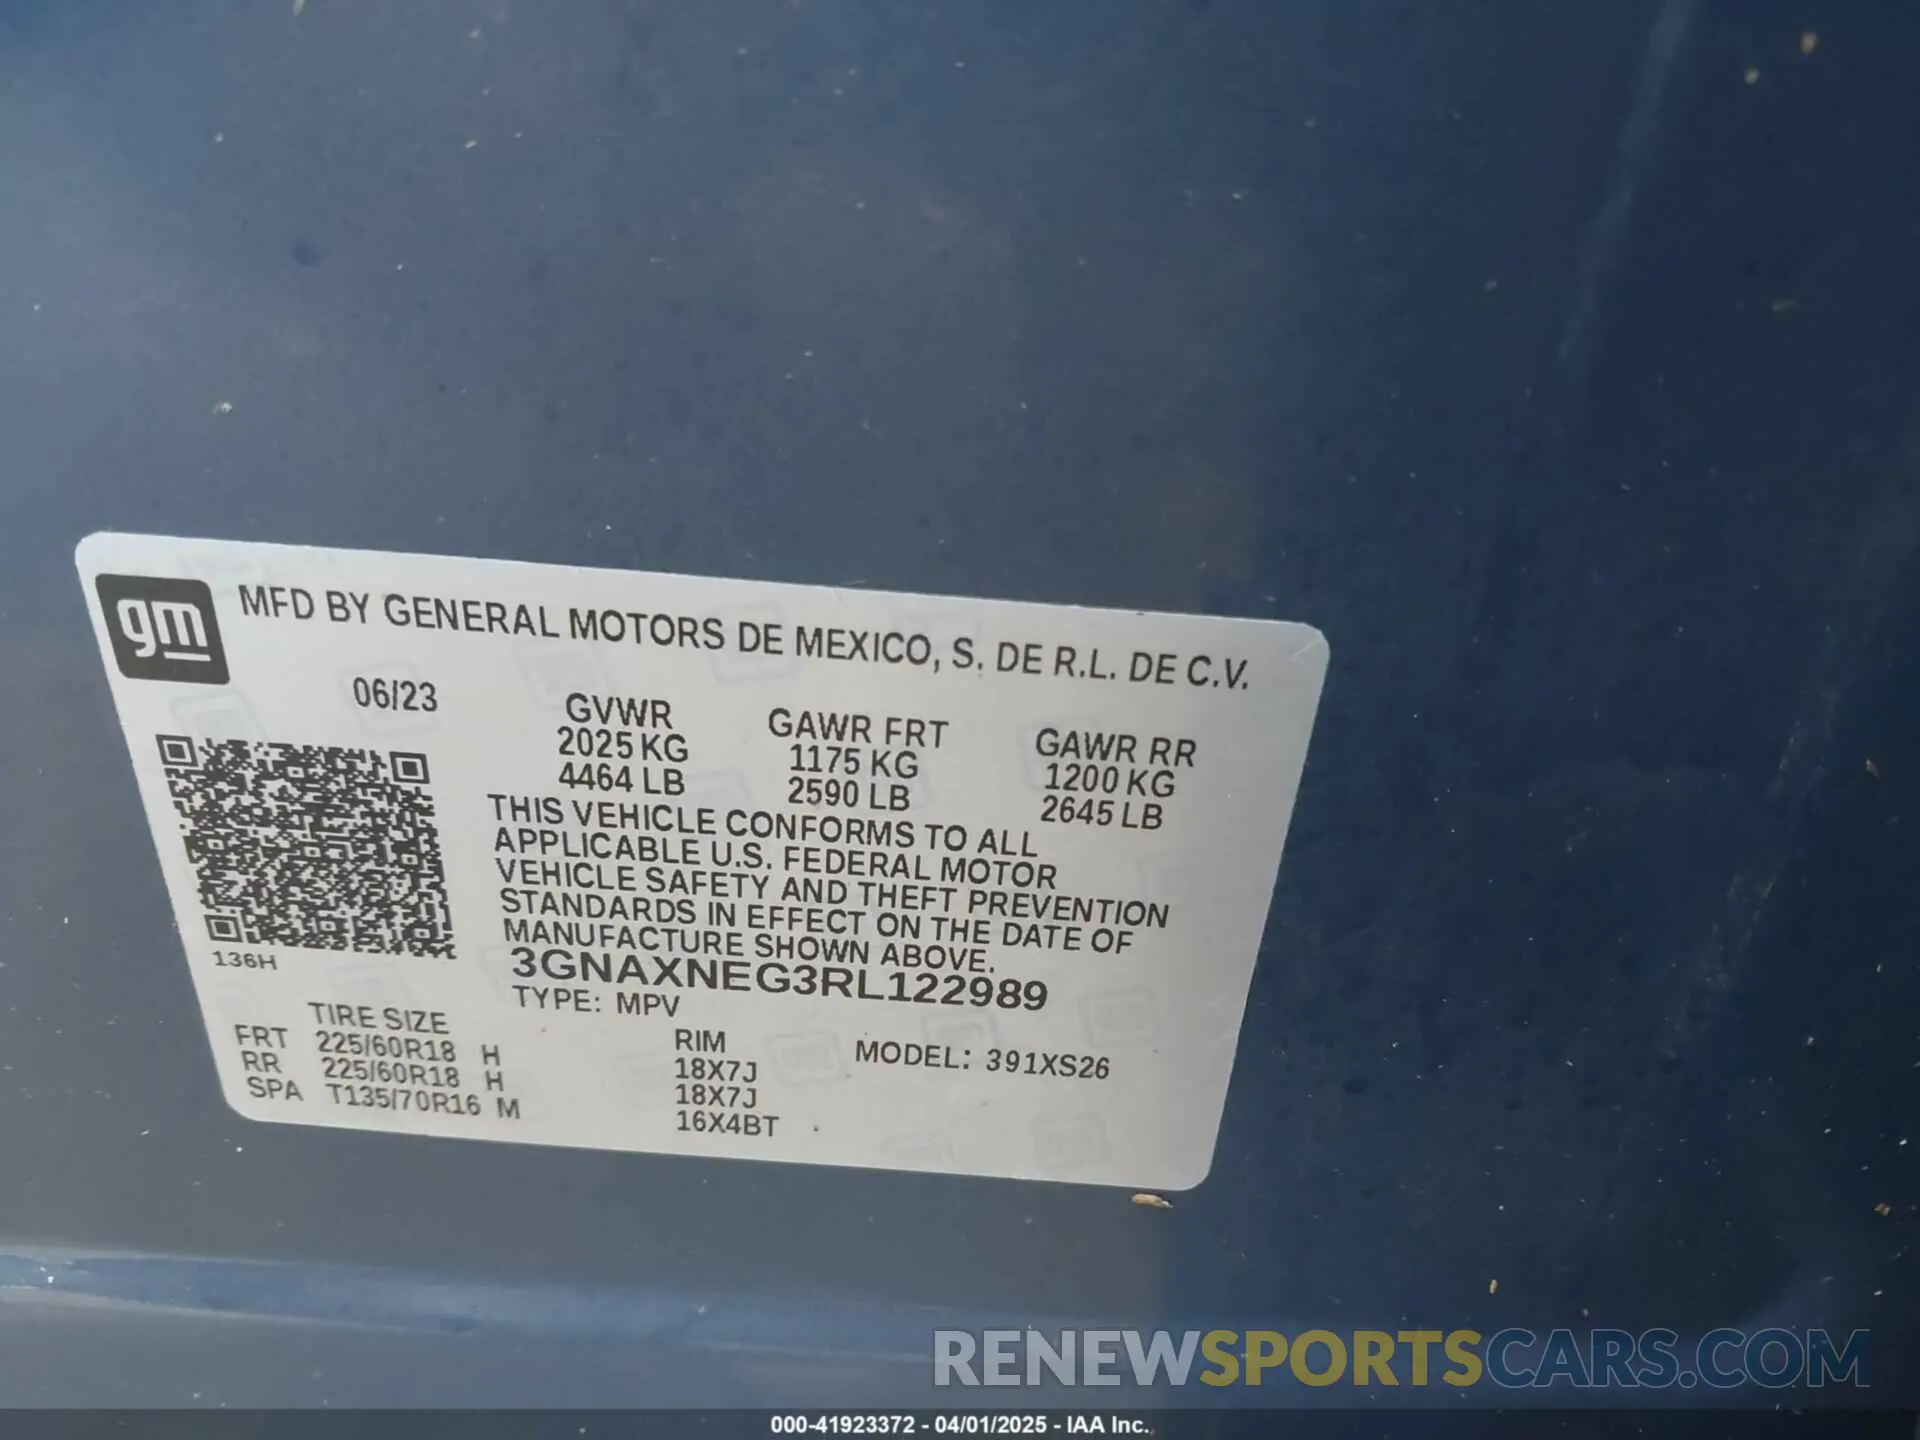 gm
MFD BY GENERAL MOTORS DE MEXICO, S. DE R.L. DE C.V.
06/23
GVWR GAWR FRT GAWR RR
2025 KG 1175 KG 1200 KG
4464 LB 2590 LB 2645 LB
THIS VEHICLE CONFORMS TO ALL
APPLICABLE U.S. FEDERAL MOTOR
VEHICLE SAFETY AND THEFT PREVENTION
STANDARDS IN EFFECT ON THE DATE OF
MANUFACTURE SHOWN ABOVE.
136H
3GNAXNEG3RL122989
TYPE: MPV
TIRE SIZE RIM MODEL: 391XS26
FRT 225/60R18 H 18X7J
RR 225/60R18 H 18X7J
SPA T135/70R16 M 16X4BT
RENEWSPORTSCARS.COM
000-41923372 - 04/01/2025 - IAA Inc.